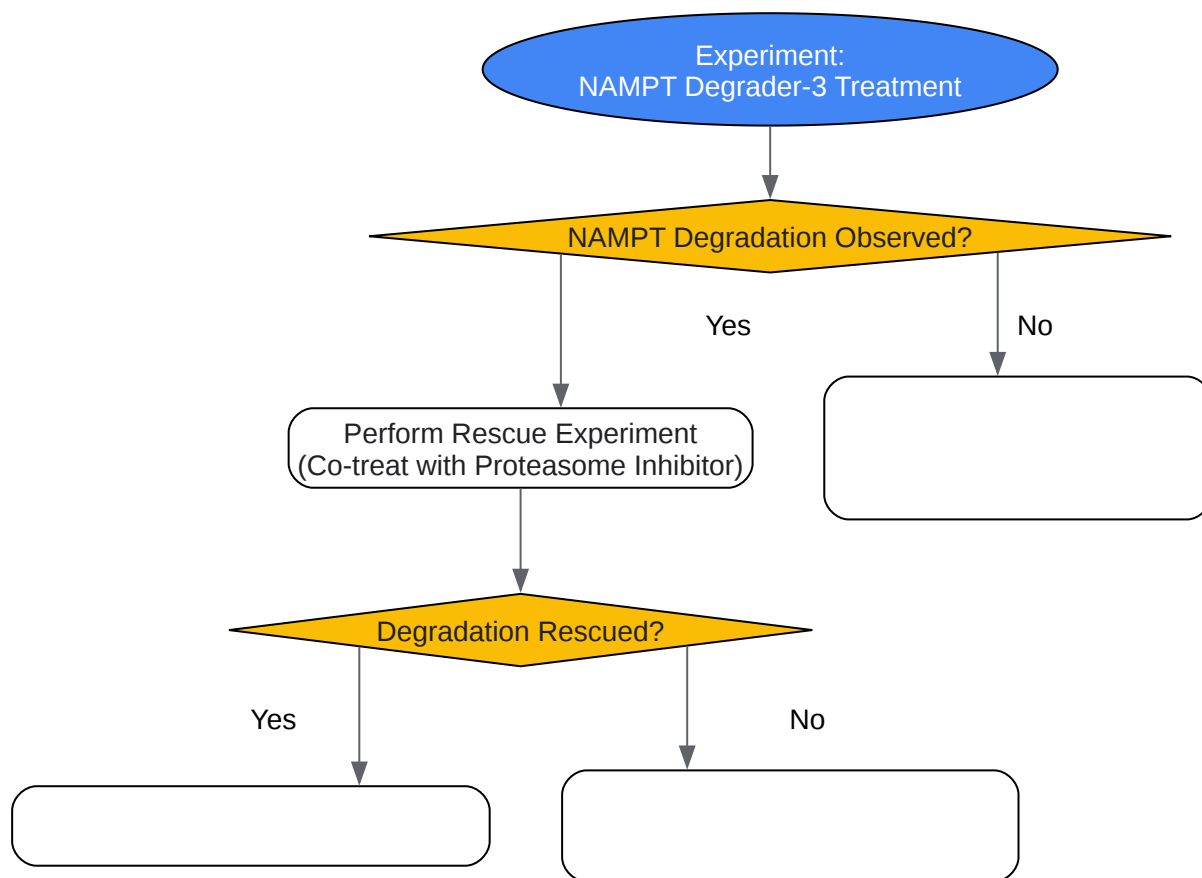 Experiment:
NAMPT Degrader-3 Treatment
NAMPT Degradation Observed?
Yes
No
Perform Rescue Experiment
(Co-treat with Proteasome Inhibitor)
Degradation Rescued?
Yes
No